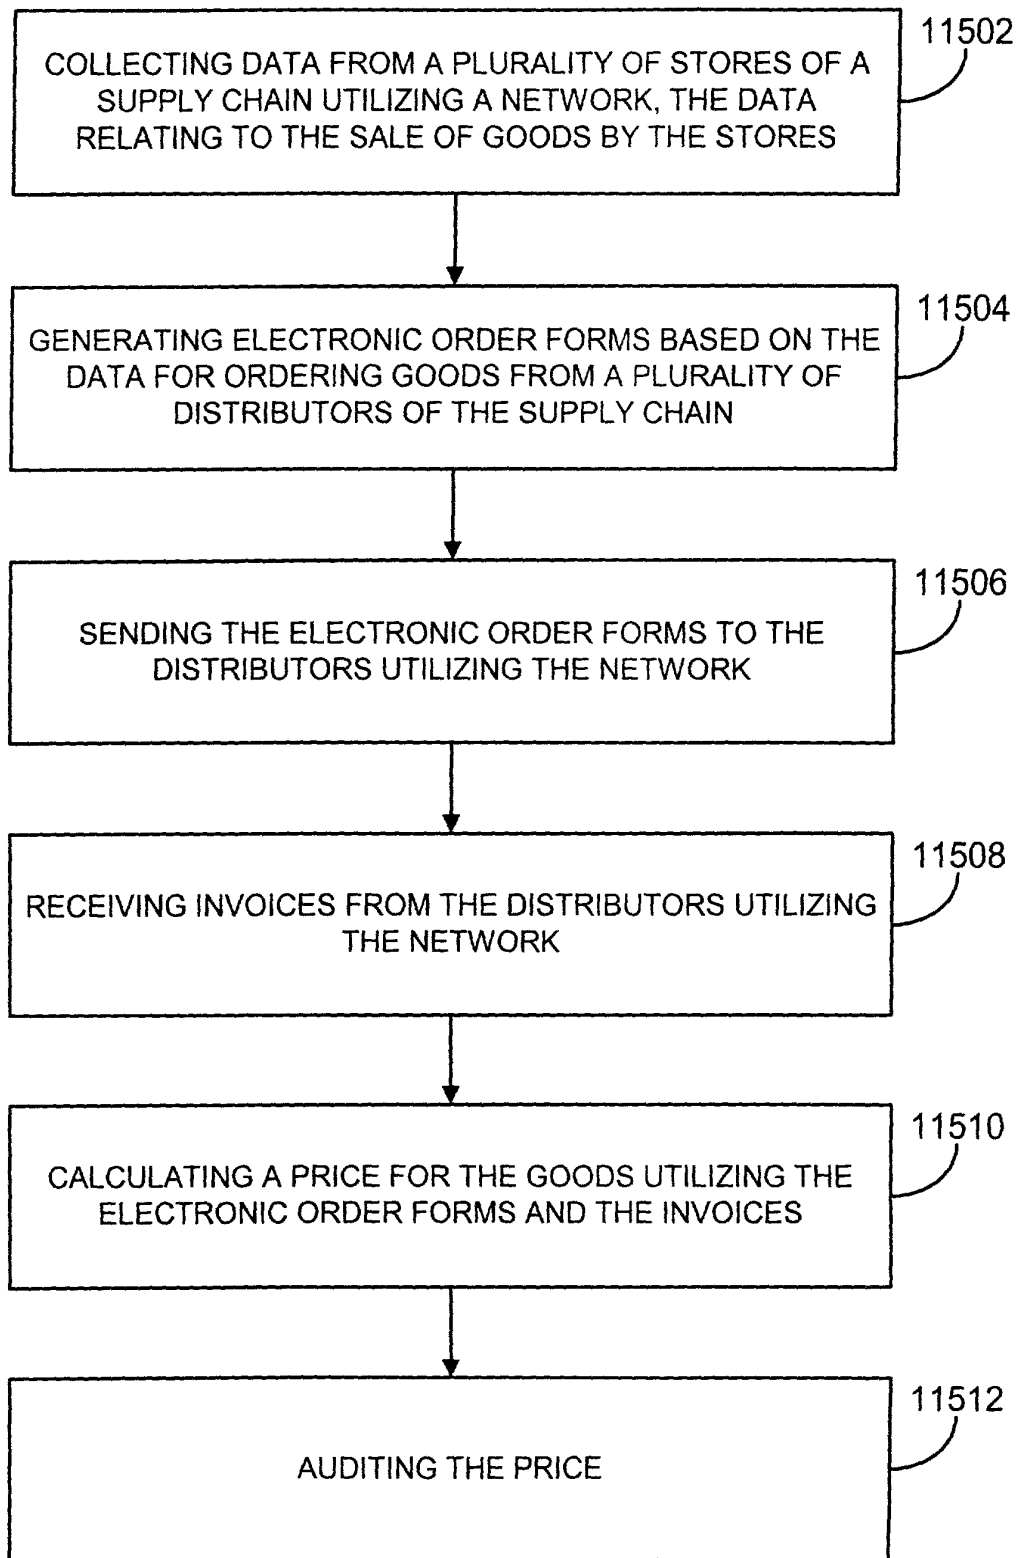 11502
COLLECTING DATA FROM A PLURALITY OF STORES OF A
SUPPLY CHAIN UTILIZING A NETWORK, THE DATA
RELATING TO THE SALE OF GOODS BY THE STORES
11504
GENERATING ELECTRONIC ORDER FORMS BASED ON THE
DATA FOR ORDERING GOODS FROM A PLURALITY OF
DISTRIBUTORS OF THE SUPPLY CHAIN
11506
SENDING THE ELECTRONIC ORDER FORMS TO THE
DISTRIBUTORS UTILIZING THE NETWORK
11508
RECEIVING INVOICES FROM THE DISTRIBUTORS UTILIZING
THE NETWORK
11510
CALCULATING A PRICE FOR THE GOODS UTILIZING THE
ELECTRONIC ORDER FORMS AND THE INVOICES
11512
AUDITING THE PRICE